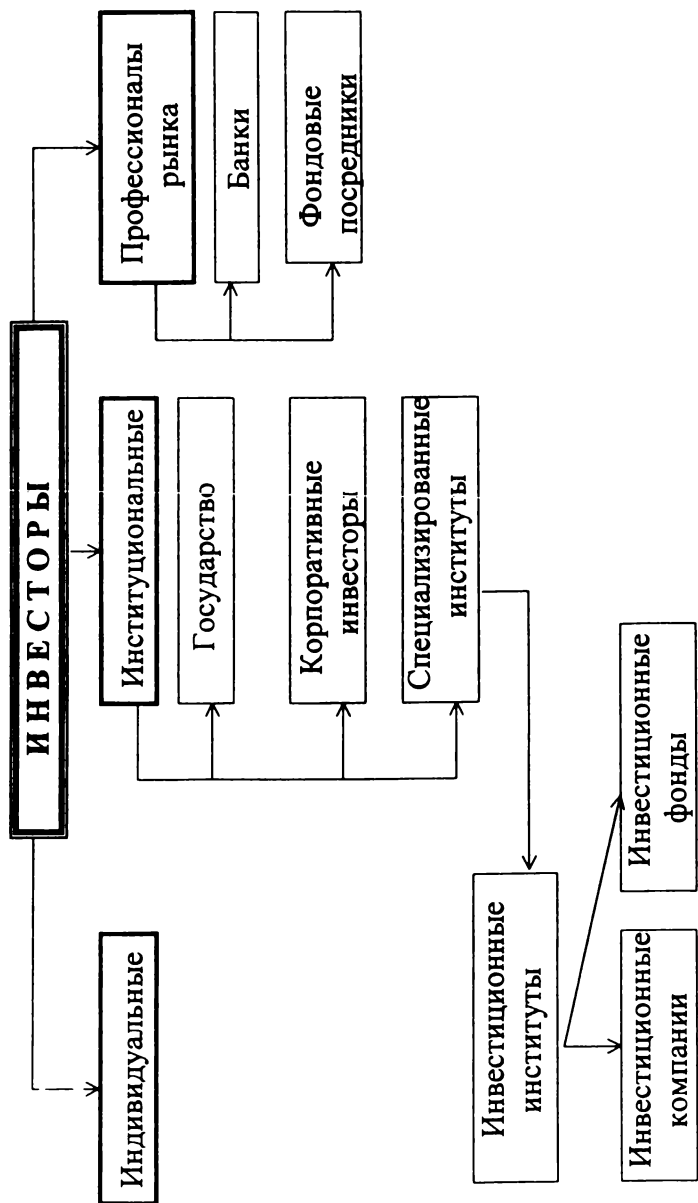 ИНВЕСТОРЫ
Индивидуальные
Институциональные
Государство
Корпоративные
инвесторы
Специализированные
институты
Инвестиционные
институты
Инвестиционные
компании
Инвестиционные
фонды
Профессионалы
рынка
Банки
Фондовые
посредники